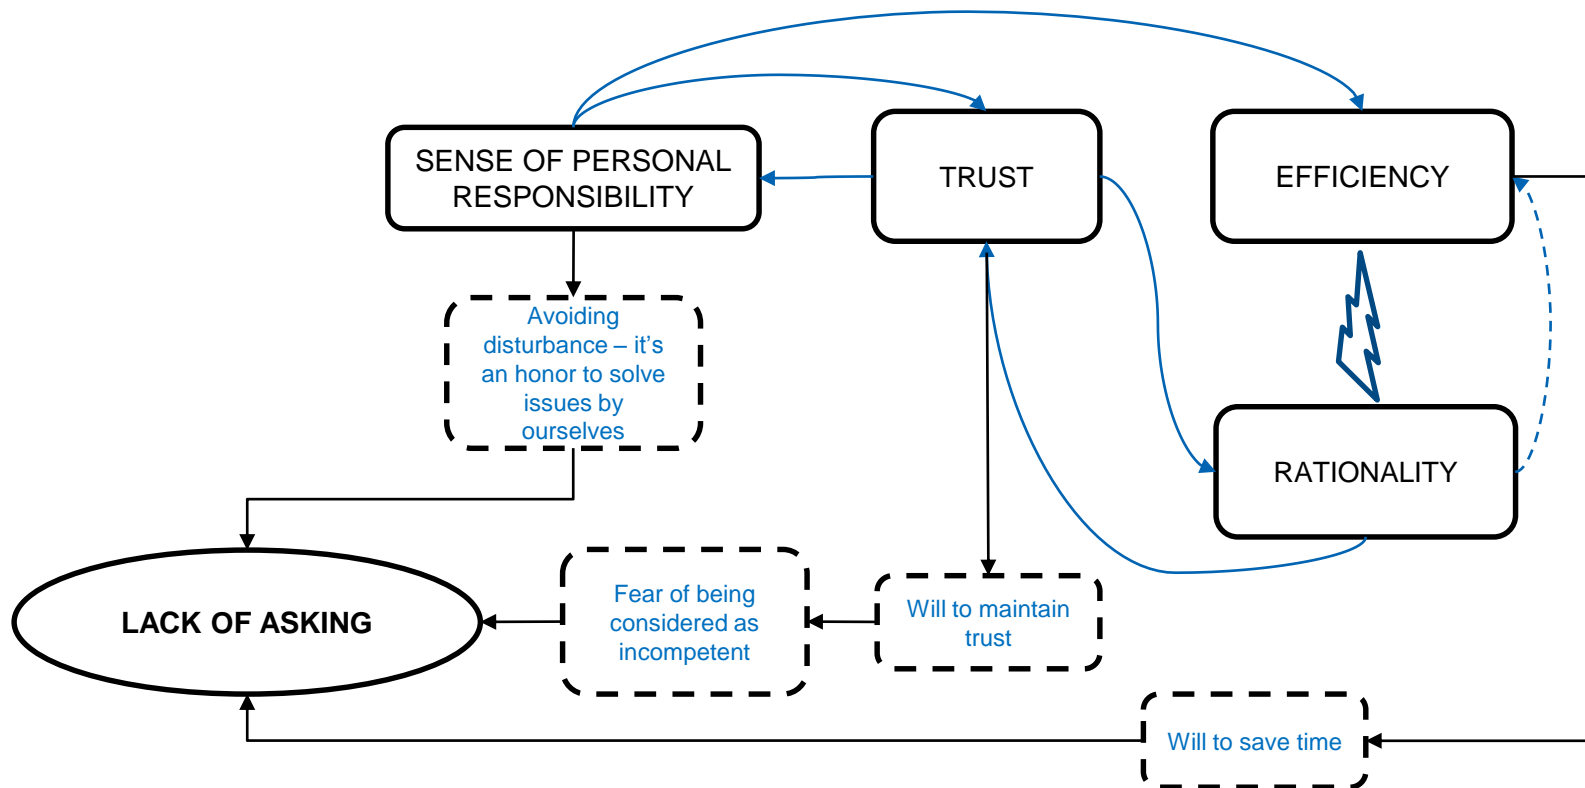 SENSE OF PERSONAL
RESPONSIBILITY
TRUST
EFFICIENCY
Avoiding
disturbance – it’s
an honor to solve
issues by
ourselves
RATIONALITY
LACK OF ASKING
Fear of being
considered as
incompetent
Will to maintain
trust
Will to save time